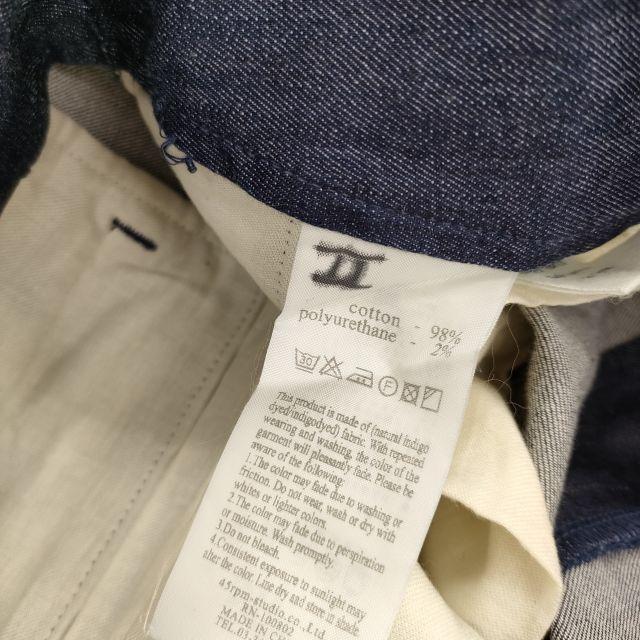 cotton - 98%
polyurethane - 2%
30
F
This product is made of (natural indigo
dyed/indigodyed) fabric. With repeated
wearing and washing, the color of the
garment will pleasantly fade. Please be
aware of the following.
1.The color may fade due to washing or
friction. Do not wear, wash or dry with
whites or lighter colors.
2.The color may fade due to perspiration
or moisture. Wash promptly.
3.Do not bleach.
4.Consistent exposure to sunlight may
alter the color. Line dry and store in shade.
45rpm.studio.co.Ltd
RN:100602
MADE IN
TEL.03.